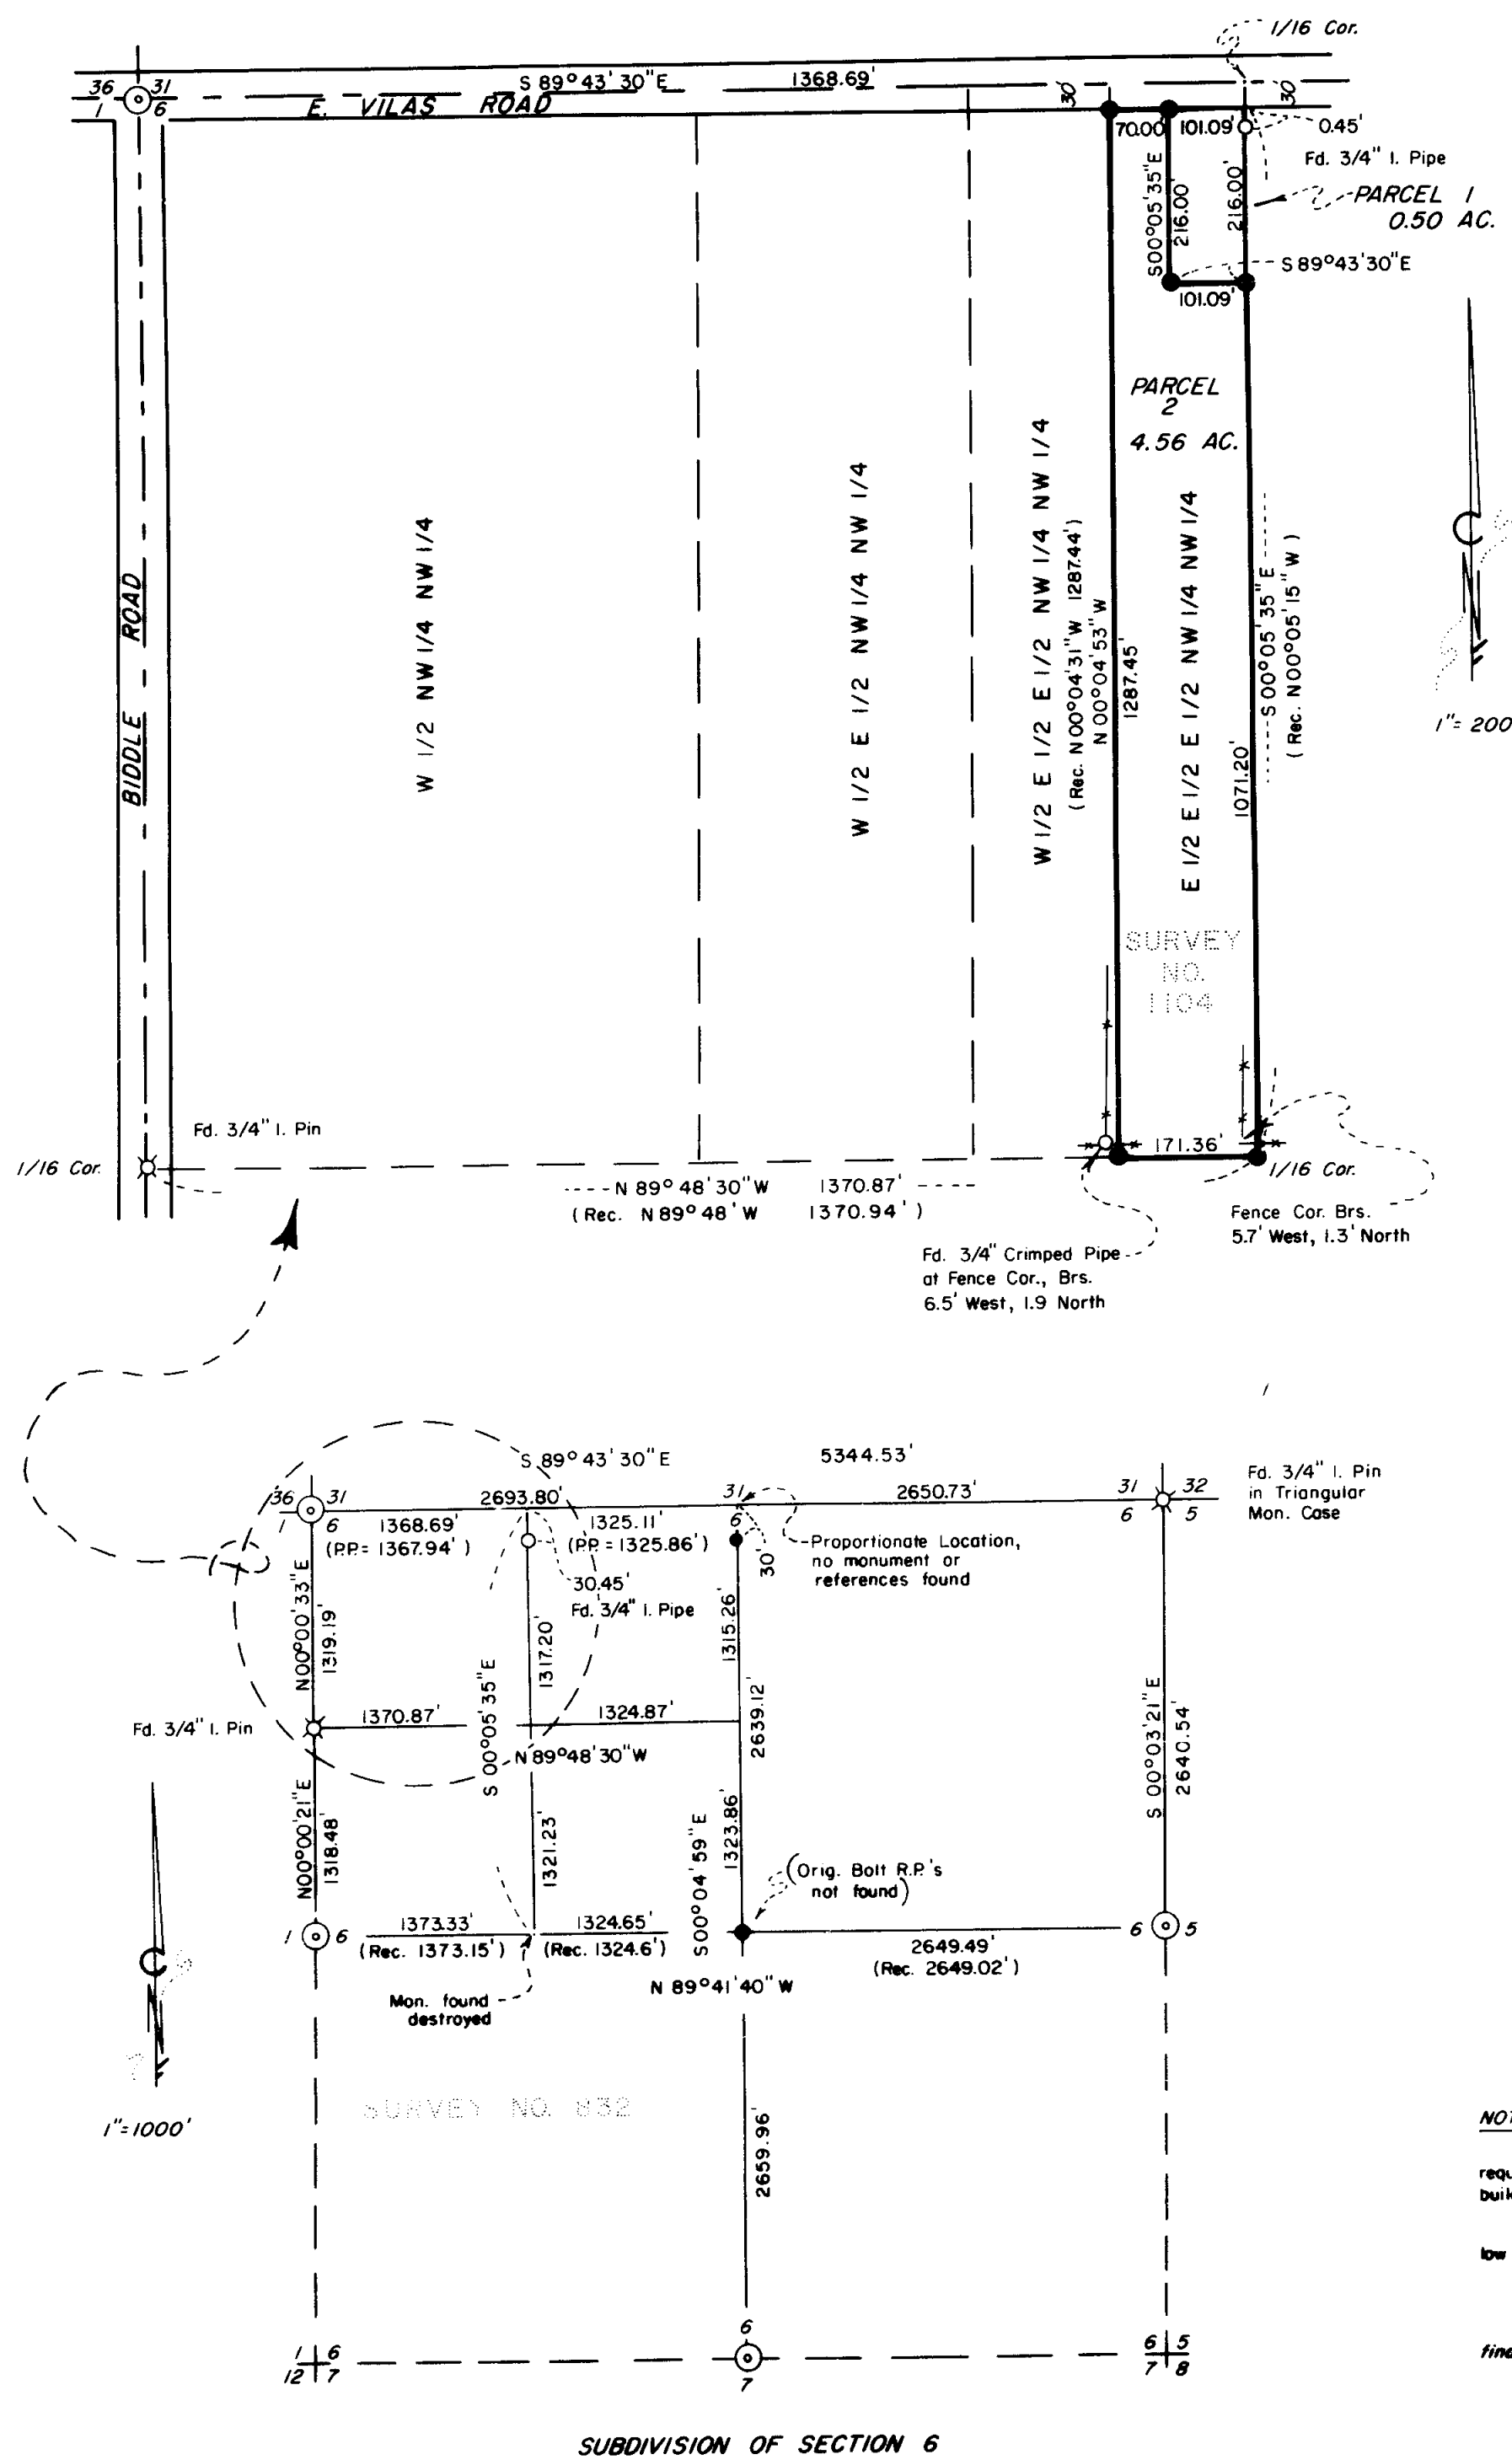 1/16 Cor.
36 31
1 6
S 89°43'30"E 1368.69'
E. VILAS ROAD
30'
30'
70.00' 101.09'
0.45'
Fd. 3/4" I. Pipe
S00°05'35"E
216.00'
216.00'
PARCEL 1
0.50 AC.
S 89°43'30"E
101.09'
PARCEL
2
4.56 AC.
BIDDLE ROAD
W 1/2 NW 1/4 NW 1/4
W 1/2 E 1/2 NW 1/4 NW 1/4
W 1/2 E 1/2 E 1/2 NW 1/4 NW 1/4
(Rec. N00°04'31"W 1287.44')
N 00°04'53"W
1287.45'
E 1/2 E 1/2 E 1/2 NW 1/4 NW 1/4
1071.20'
S 00°05'35"E
(Rec. N00°05'15"W)
1"= 200
SURVEY
NO.
1104
Fd. 3/4" I. Pin
1/16 Cor.
171.36'
1/16 Cor.
N 89°48'30"W 1370.87'
(Rec. N 89°48'W 1370.94')
Fence Cor. Brs.
5.7' West, 1.3' North
Fd. 3/4" Crimped Pipe
at Fence Cor., Brs.
6.5' West, 1.9 North
S 89°43'30"E 5344.53'
36 31
1 6
2693.80'
31
6
2650.73'
31 32
6 5
Fd. 3/4" I. Pin
in Triangular
Mon. Case
1368.69'
(P.P.= 1367.94')
1325.11'
(P.P. = 1325.86')
30'
Proportionate Location,
no monument or
references found
30.45'
Fd. 3/4" I. Pipe
N00°00'33"E
1319.19'
S 00°05'35"E
1317.20'
1315.26'
2639.12'
S 00°03'21"E
2640.54'
Fd. 3/4" I. Pin
1370.87'
1324.87'
N 89°48'30"W
N00°00'21"E
1318.48'
1321.23'
S00°04'59"E
1323.86'
(Orig. Bolt R.P.'s
not found)
1 6
1373.33'
(Rec. 1373.15')
1324.65'
(Rec. 1324.6')
2649.49'
(Rec. 2649.02')
6 5
N 89°41'40"W
Mon. found
destroyed
1"=1000'
SURVEY NO. 832
2659.96'
NOT
requ
buil
low
find
1 6
12 7
6
7
6 5
7 8
SUBDIVISION OF SECTION 6